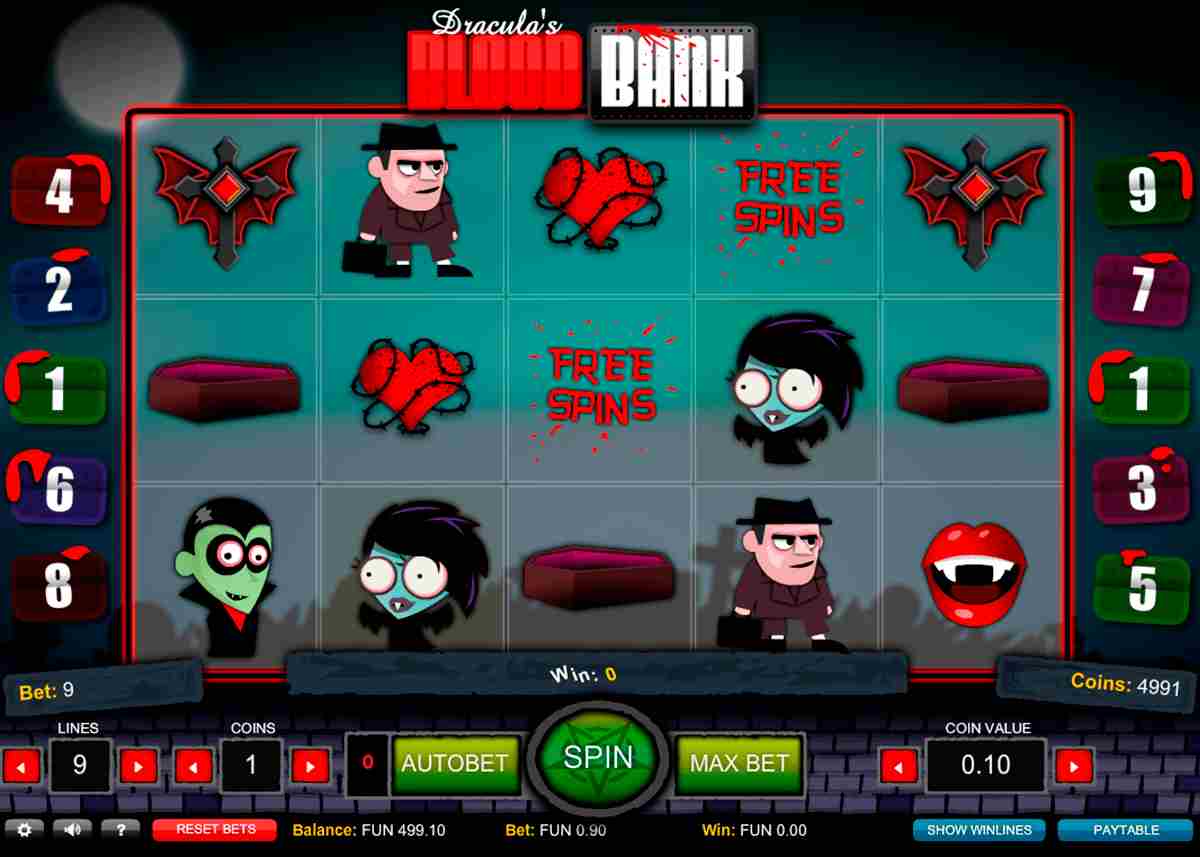 Dracula's
BLOOD BANK
4
9
FREE
SPINS
2
7
1
1
FREE
SPINS
6
3
8
5
Bet: 9
Win: 0
Coins: 4991
LINES
COINS
COIN VALUE
9
1
0
AUTOBET
SPIN
MAX BET
0.10
?
RESET BETS
Balance: FUN 499.10
Bet: FUN 0.90
Win: FUN 0.00
SHOW WINLINES
PAYTABLE